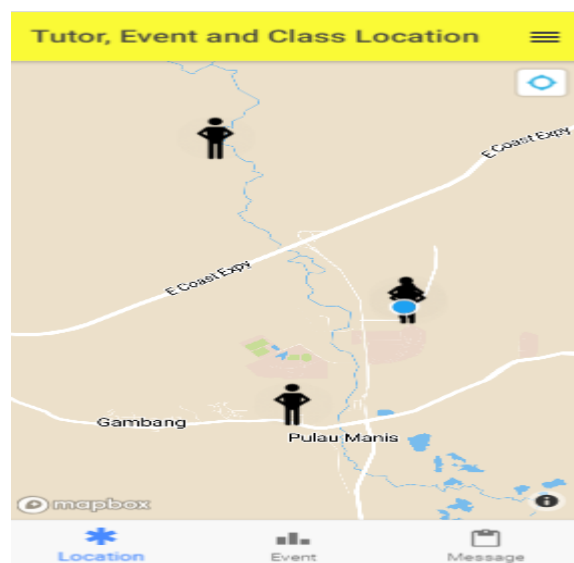 Tutor, Event and Class Location
E Coast Expy
E Coast Expy
Gambang
Pulau Manis
mapbox
Location
Event
Message